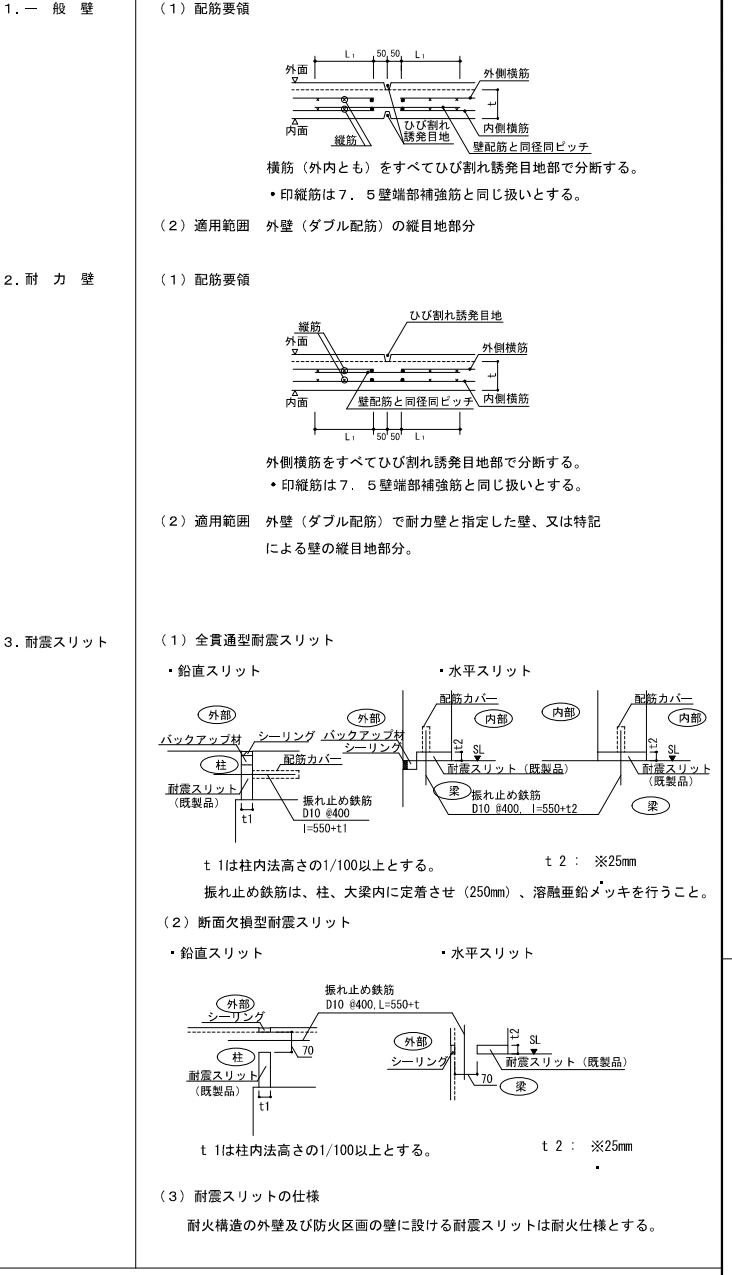 １．一　般　壁
（１）配筋要領
L1 50 50 L1
外面
外側横筋
t
ひび割れ
誘発目地
内面
縦筋
内側横筋
壁配筋と同径同ピッチ
横筋（外内とも）をすべてひび割れ誘発目地部で分断する。
・印縦筋は７．５壁端部補強筋と同じ扱いとする。
（２）適用範囲　外壁（ダブル配筋）の縦目地部分
２．耐　力　壁
（１）配筋要領
ひび割れ誘発目地
縦筋
外面
外側横筋
t
内面
壁配筋と同径同ピッチ
内側横筋
L1 50 50 L1
外側横筋をすべてひび割れ誘発目地部で分断する。
・印縦筋は７．５壁端部補強筋と同じ扱いとする。
（２）適用範囲　外壁（ダブル配筋）で耐力壁と指定した壁、又は特記
による壁の縦目地部分。
３．耐震スリット
（１）全貫通型耐震スリット
・鉛直スリット
・水平スリット
外部
バックアップ材
シーリング
柱
配筋カバー
耐震スリット
（既製品）
t1
振れ止め鉄筋
D10 @400
l=550+t1
外部
バックアップ材
シーリング
配筋カバー
内部
t2
SL
耐震スリット（既製品）
梁
振れ止め鉄筋
D10 @400, l=550+t2
内部
配筋カバー
内部
t2
SL
耐震スリット
（既製品）
梁
ｔ１は柱内法高さの1/100以上とする。
ｔ２：　※25mm
・
振れ止め鉄筋は、柱、大梁内に定着させ（250mm）、溶融亜鉛メッキを行うこと。
（２）断面欠損型耐震スリット
・鉛直スリット
・水平スリット
振れ止め鉄筋
D10 @400,L=550+t
外部
シーリング
柱
70
耐震スリット
（既製品）
t1
外部
シーリング
70
t2
SL
耐震スリット（既製品）
梁
ｔ１は柱内法高さの1/100以上とする。
ｔ２：　※25mm
・
（３）耐震スリットの仕様
耐火構造の外壁及び防火区画の壁に設ける耐震スリットは耐火仕様とする。